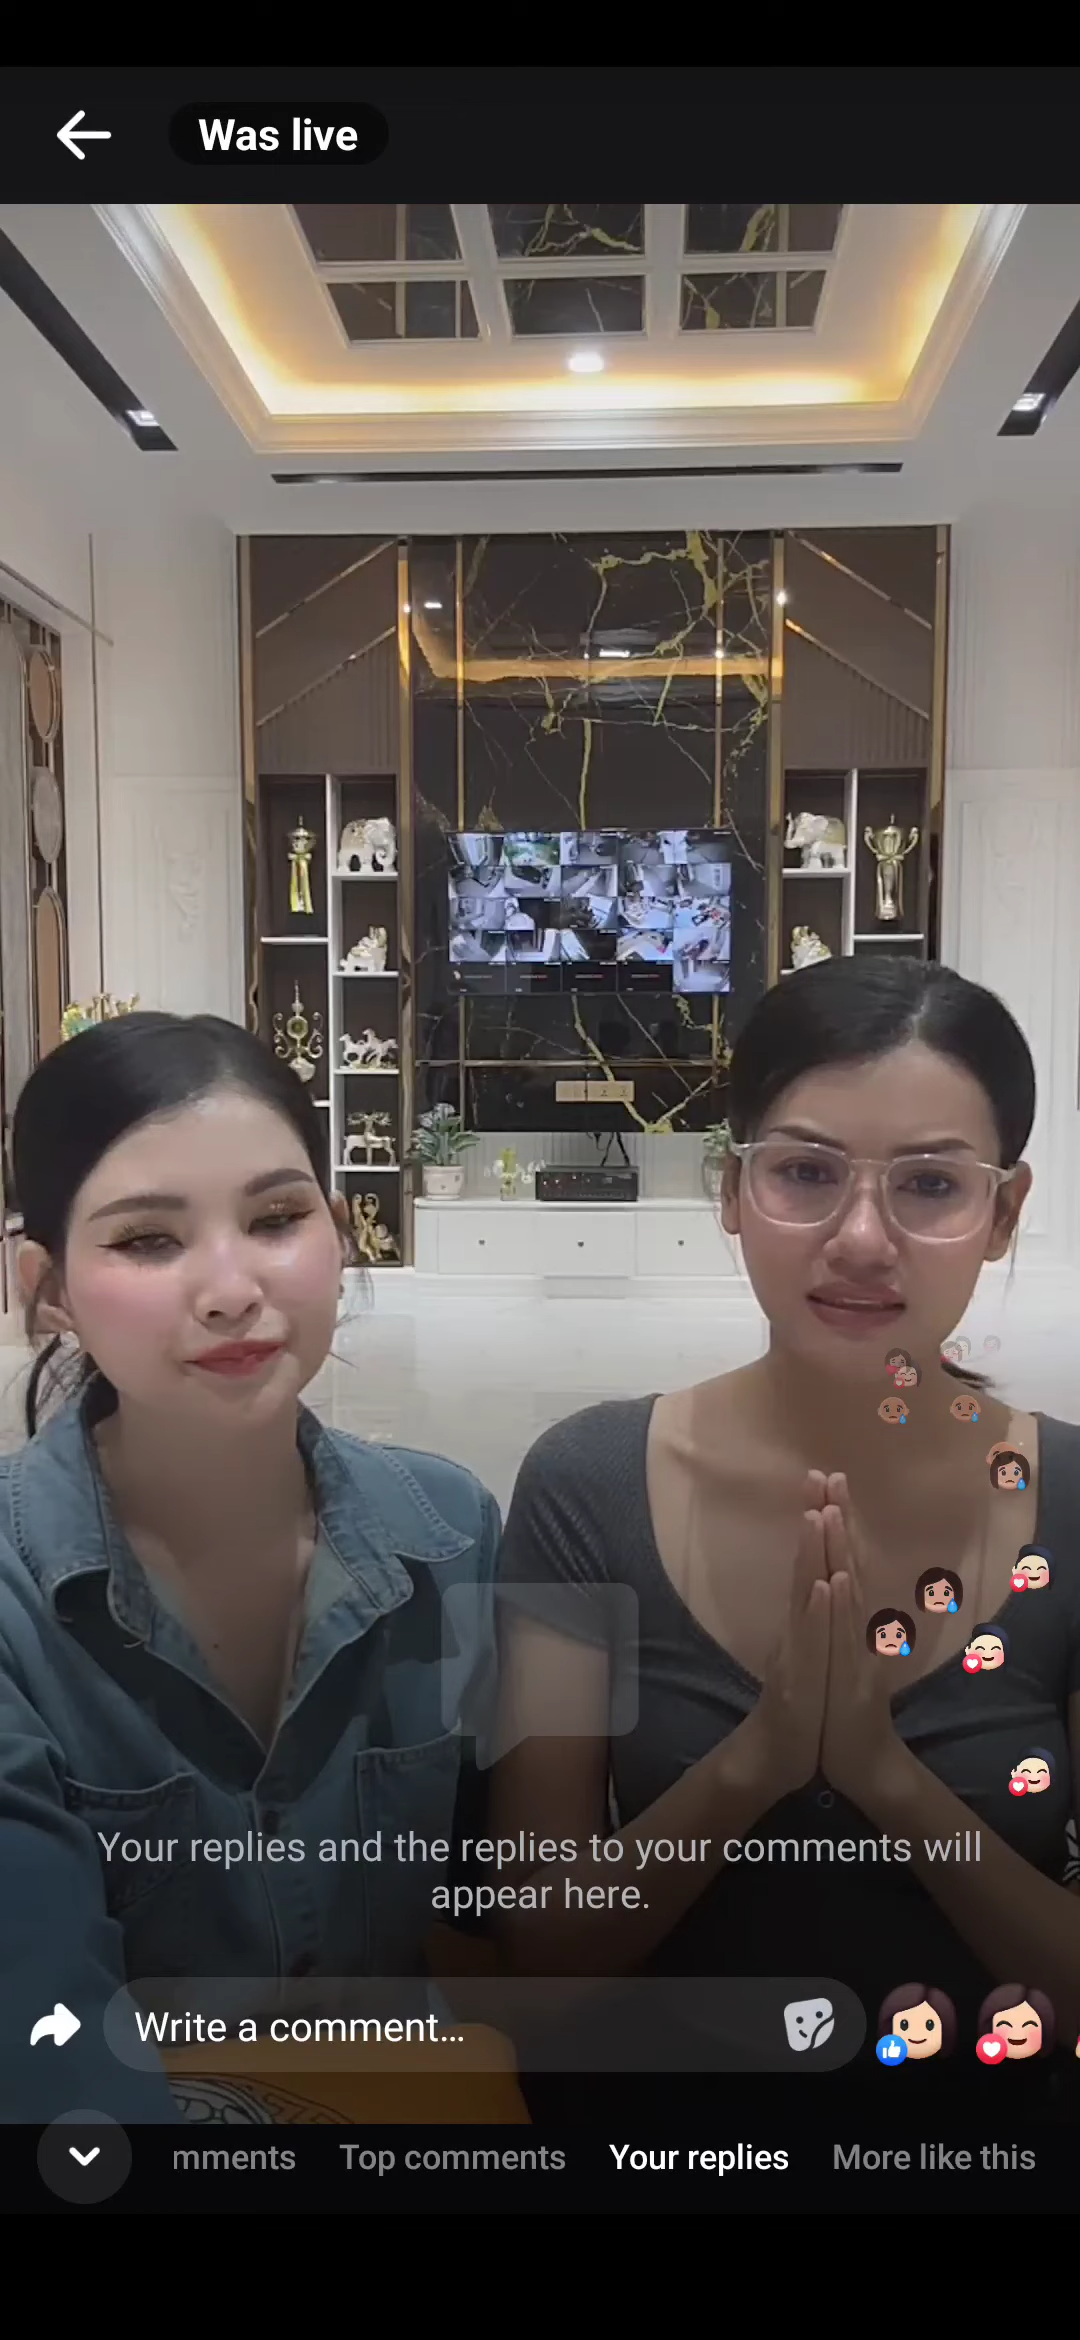 Was live
Your replies and the replies to your comments will
appear here.
Write a comment...
mments
Top comments
Your replies
More like this